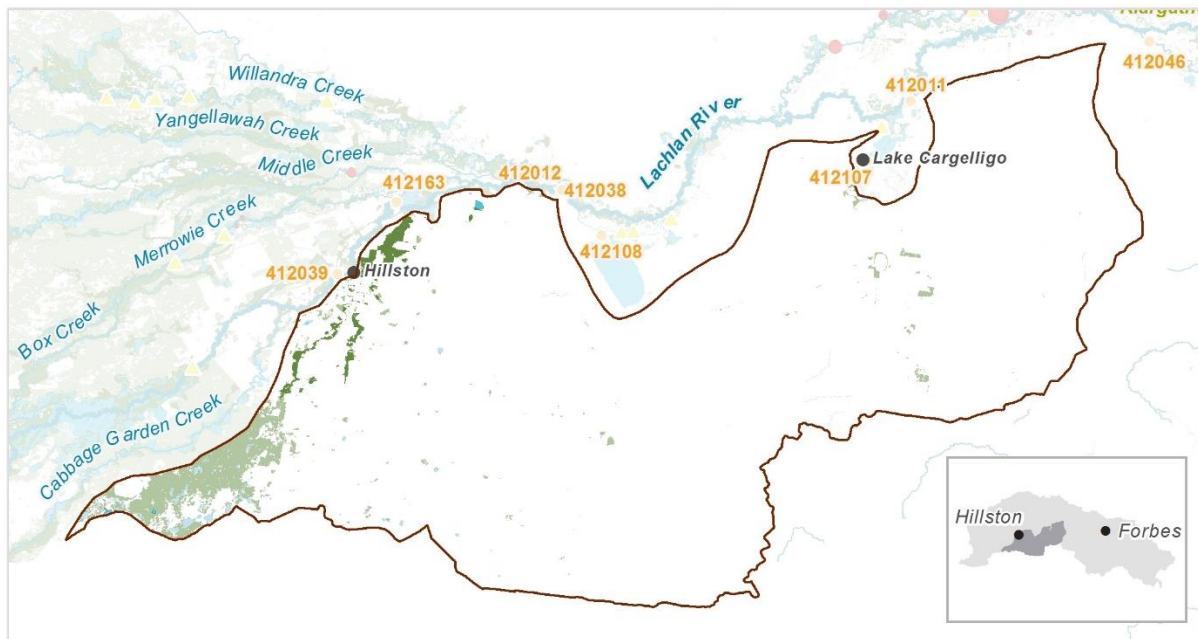 Willandra Creek
Yangellawah Creek
Middle Creek
Merrowie Creek
Box Creek
Cabbage Garden Creek
Lachlan River
412046
412011
Lake Cargelligo
412107
412012
412038
412163
412108
412039
Hillston
Hillston
Forbes